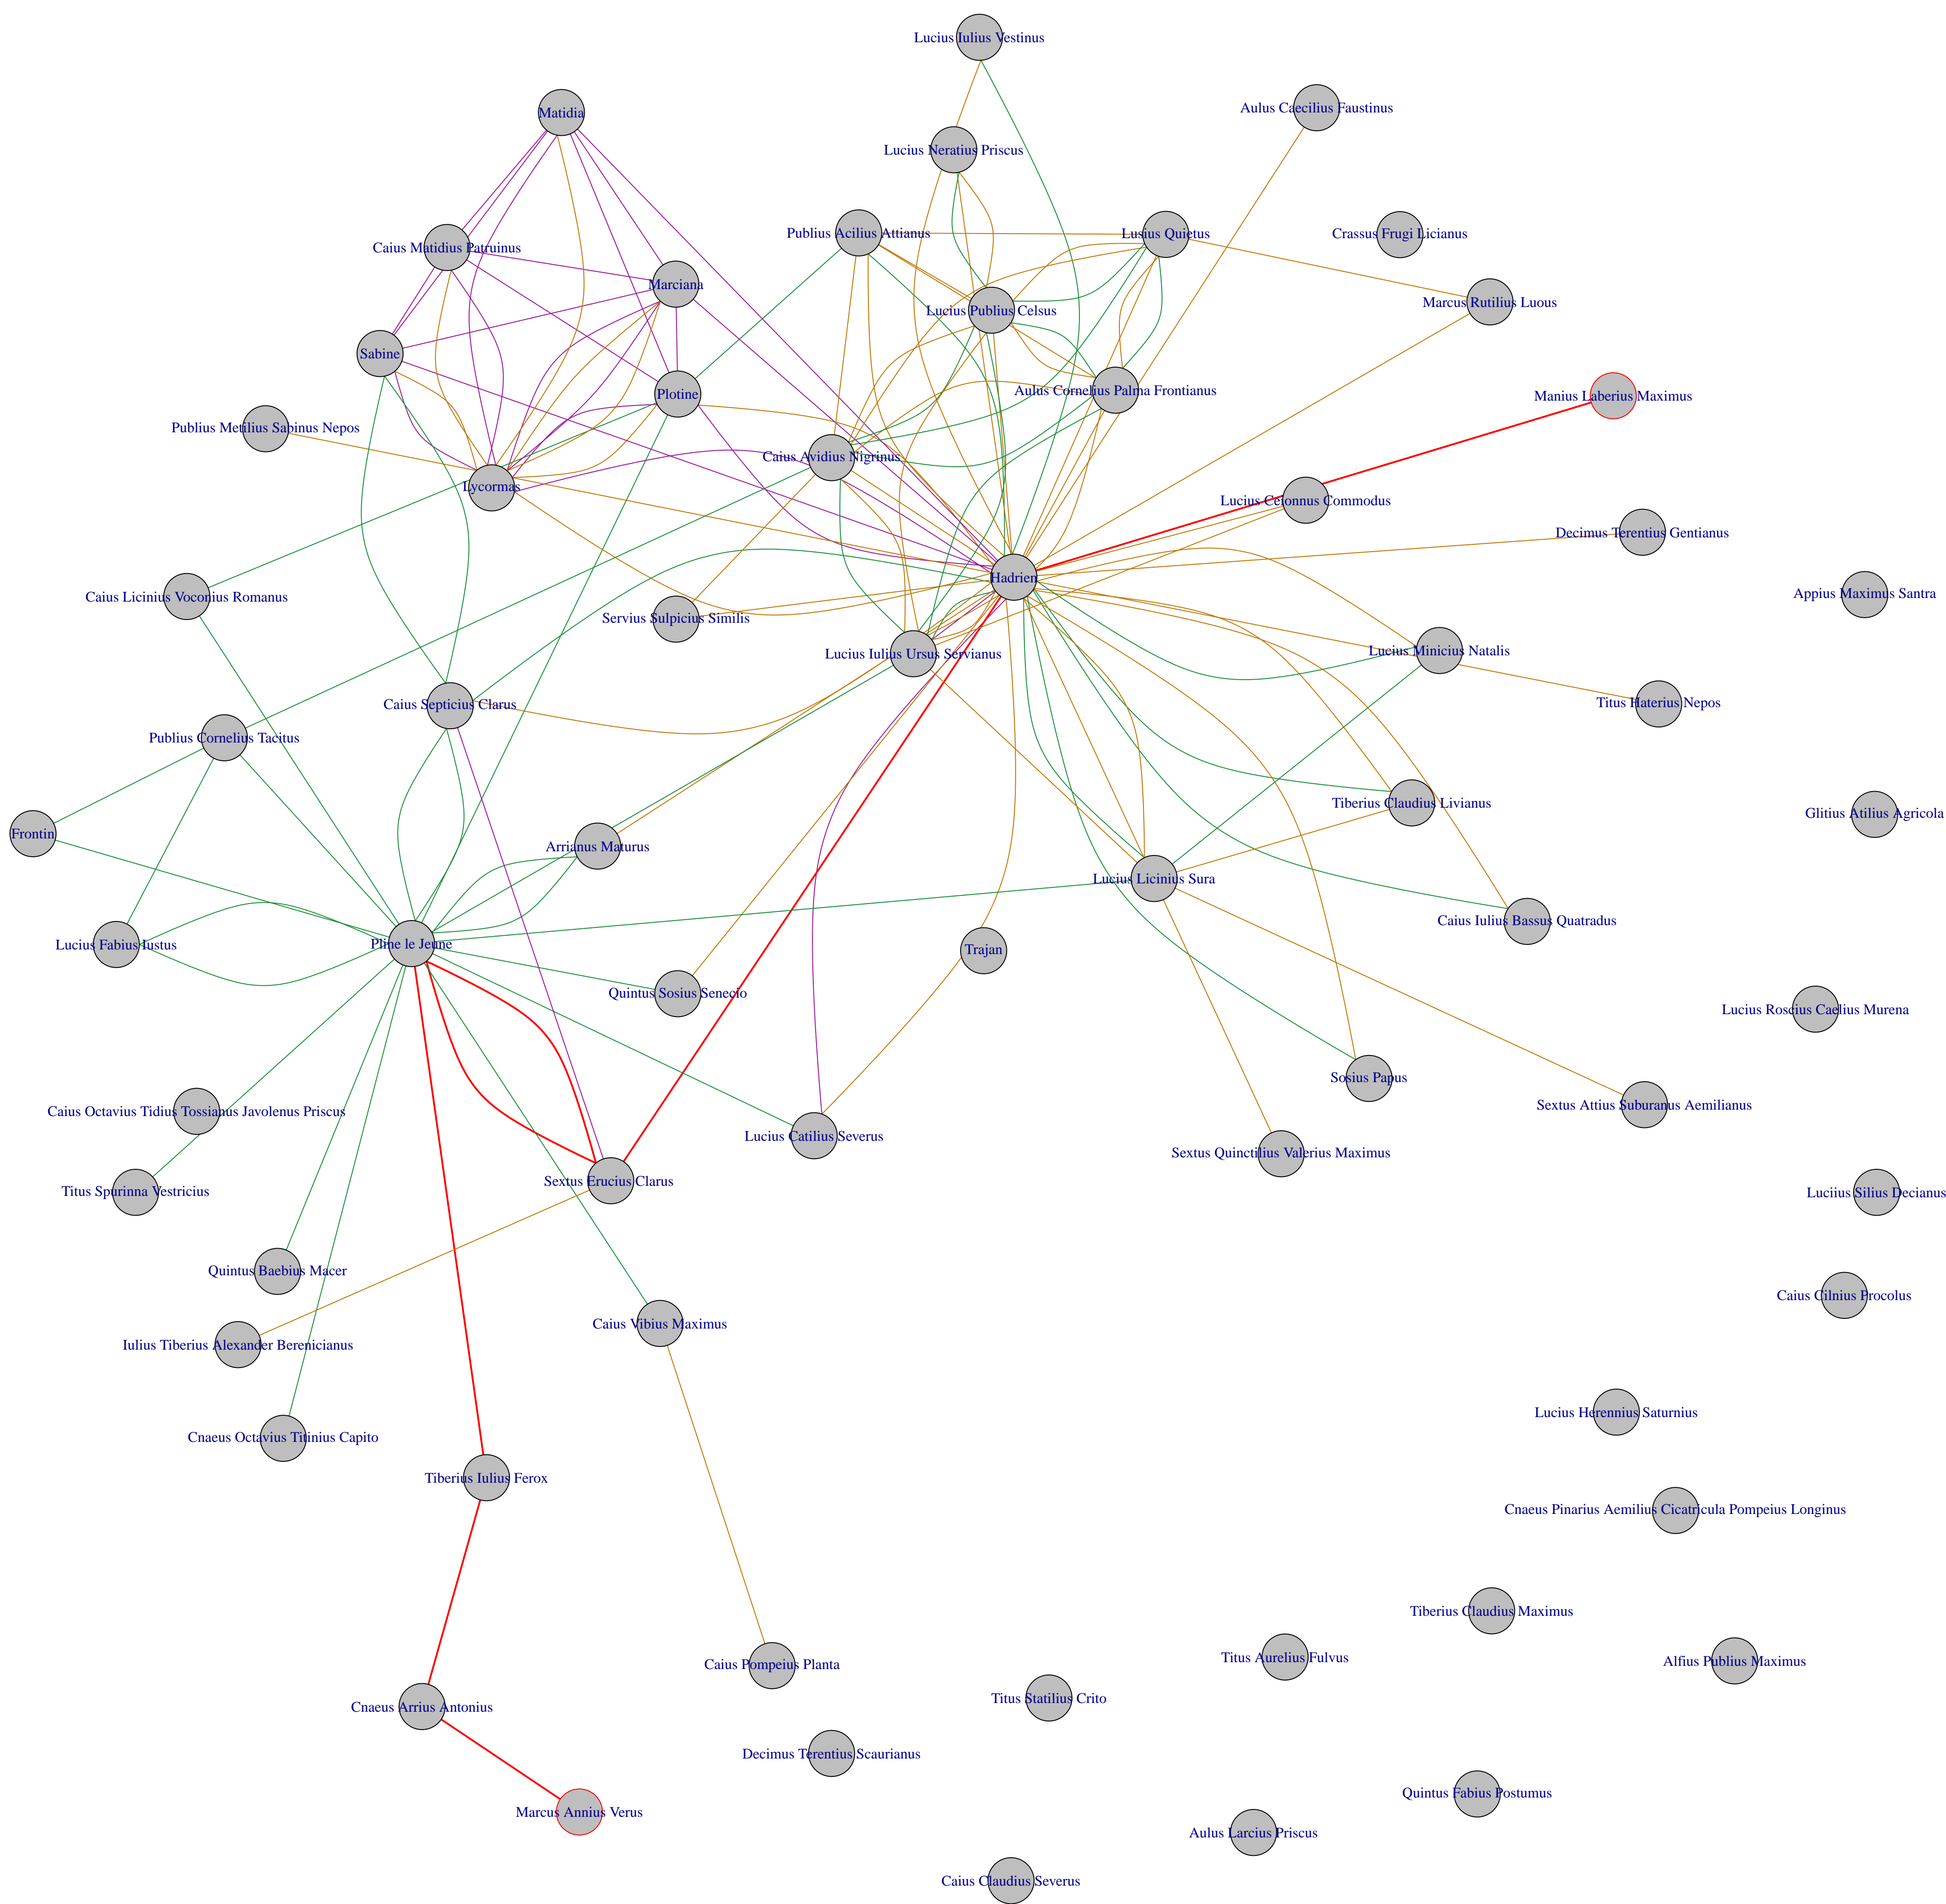 Lucius Iulius Vestinus
Aulus Caecilius Faustinus
Matidia
Lucius Neratius Priscus
Publius Acilius Attianus
Lusius Quietus
Crassus Frugi Licianus
Caius Matidius Patruinus
Marciana
Marcus Rutilius Luous
Lucius Publius Celsus
Sabine
Plotine
Aulus Cornelius Palma Frontianus
Manius Laberius Maximus
Publius Metilius Sabinus Nepos
Caius Avidius Nigrinus
Lycormas
Lucius Ceionnus Commodus
Decimus Terentius Gentianus
Hadrien
Caius Licinius Voconius Romanus
Appius Maximus Santra
Servius Sulpicius Similis
Lucius Iulius Ursus Servianus
Lucius Minicius Natalis
Caius Septicius Clarus
Titus Haterius Nepos
Publius Cornelius Tacitus
Tiberius Claudius Livianus
Glitius Atilius Agricola
Frontin
Arrianus Maturus
Lucius Licinius Sura
Caius Iulius Bassus Quatradus
Lucius Fabius Iustus
Pline le Jeune
Trajan
Quintus Sosius Senecio
Lucius Roscius Caelius Murena
Sosius Papus
Caius Octavius Tidius Tossianus Javolenus Priscus
Sextus Attius Suburanus Aemilianus
Lucius Catilius Severus
Sextus Quinctilius Valerius Maximus
Sextus Erucius Clarus
Titus Spurinna Vestricius
Luciius Silius Decianus
Quintus Baebius Macer
Caius Cilnius Procolus
Caius Vibius Maximus
Iulius Tiberius Alexander Berenicianus
Lucius Herennius Saturnius
Cnaeus Octavius Titinius Capito
Tiberius Iulius Ferox
Cnaeus Pinarius Aemilius Cicatricula Pompeius Longinus
Tiberius Claudius Maximus
Titus Aurelius Fulvus
Alfius Publius Maximus
Caius Pompeius Planta
Titus Statilius Crito
Cnaeus Arrius Antonius
Decimus Terentius Scaurianus
Quintus Fabius Postumus
Marcus Annius Verus
Aulus Larcius Priscus
Caius Claudius Severus